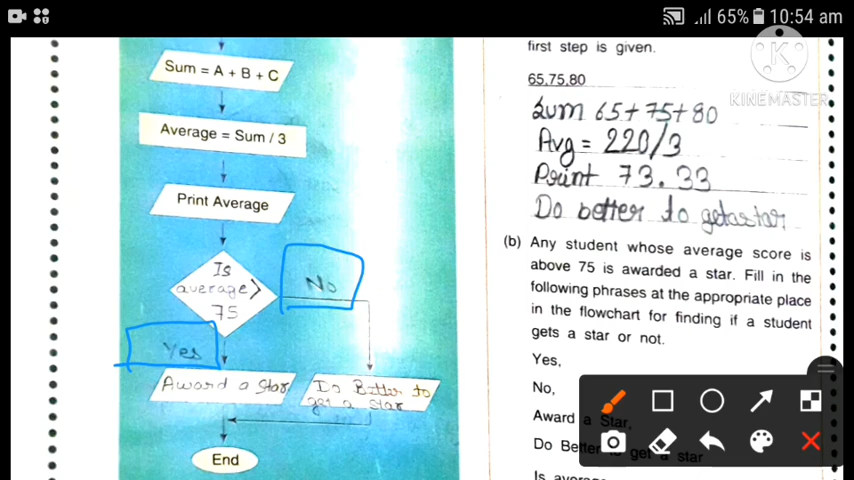 65% 10:54 am
Sum = A + B + C
Average = Sum / 3
Print Average
Is
average>
75
No
Yes
Award a Star
Do Better to
get a star
End
first step is given.
65,75,80
Sum 65+75+80
Avg = 220/3
Print 73.33
Do better to getastar
KINEMASTER
(b) Any student whose average score is
above 75 is awarded a star. Fill in the
following phrases at the appropriate place
in the flowchart for finding if a student
gets a star or not.
Yes,
No,
Award a Star,
Do Better to get a star
Is average